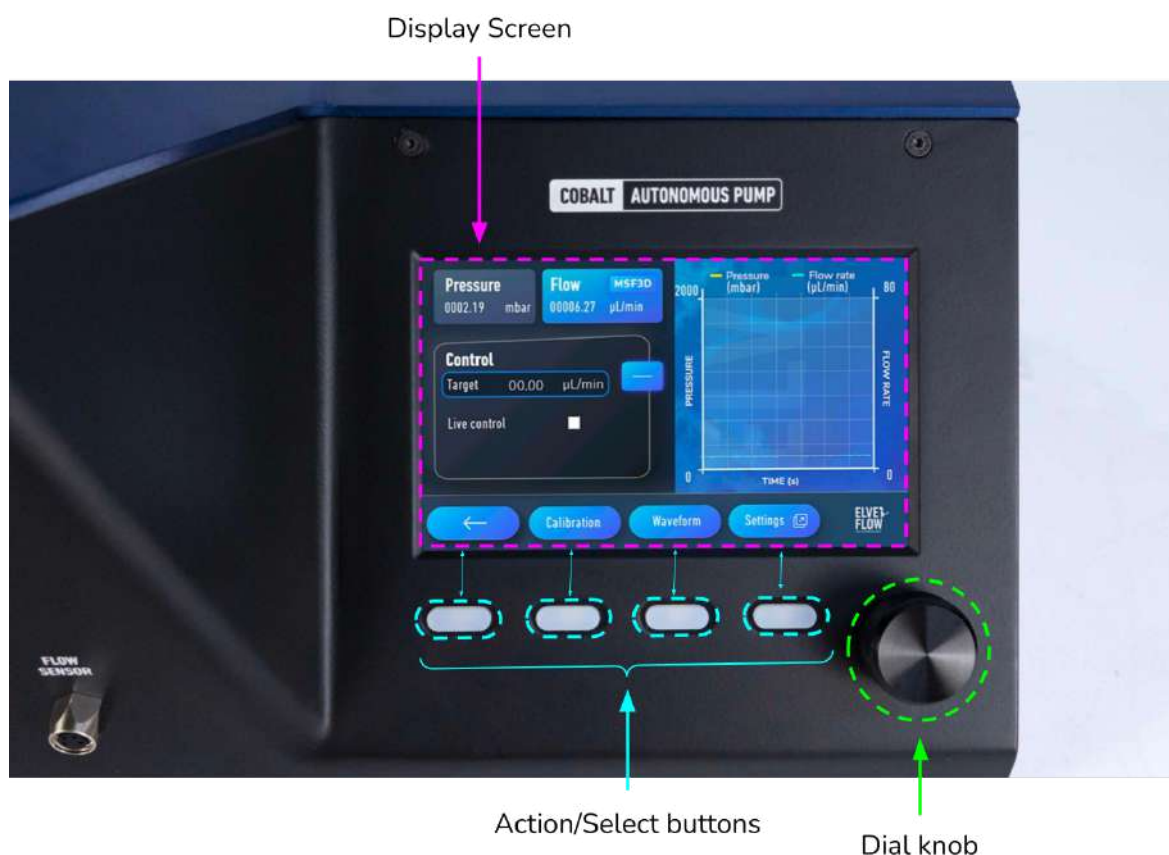 Display Screen
COBALT AUTONOMOUS PUMP
Pressure
0002.19 mbar
Flow MSF3D
00006.27 µL/min
Control
Target 00.00 µL/min
Live control
Pressure
(mbar)
Flow rate
(µL/min)
2000
80
PRESSURE
FLOW RATE
0
TIME (s)
0
←
Calibration
Waveform
Settings
ELVE
FLOW
FLOW
SENSOR
Action/Select buttons
Dial knob